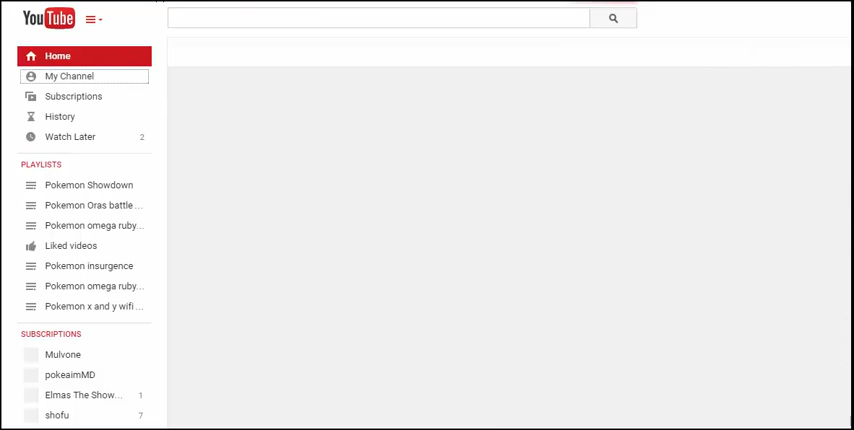 YouTube
Home
My Channel
Subscriptions
History
Watch Later 2
PLAYLISTS
Pokemon Showdown
Pokemon Oras battle ...
Pokemon omega ruby...
Liked videos
Pokemon insurgence
Pokemon omega ruby...
Pokemon x and y wifi ...
SUBSCRIPTIONS
Mulvone
pokeaimMD
Elmas The Show... 1
shofu 7